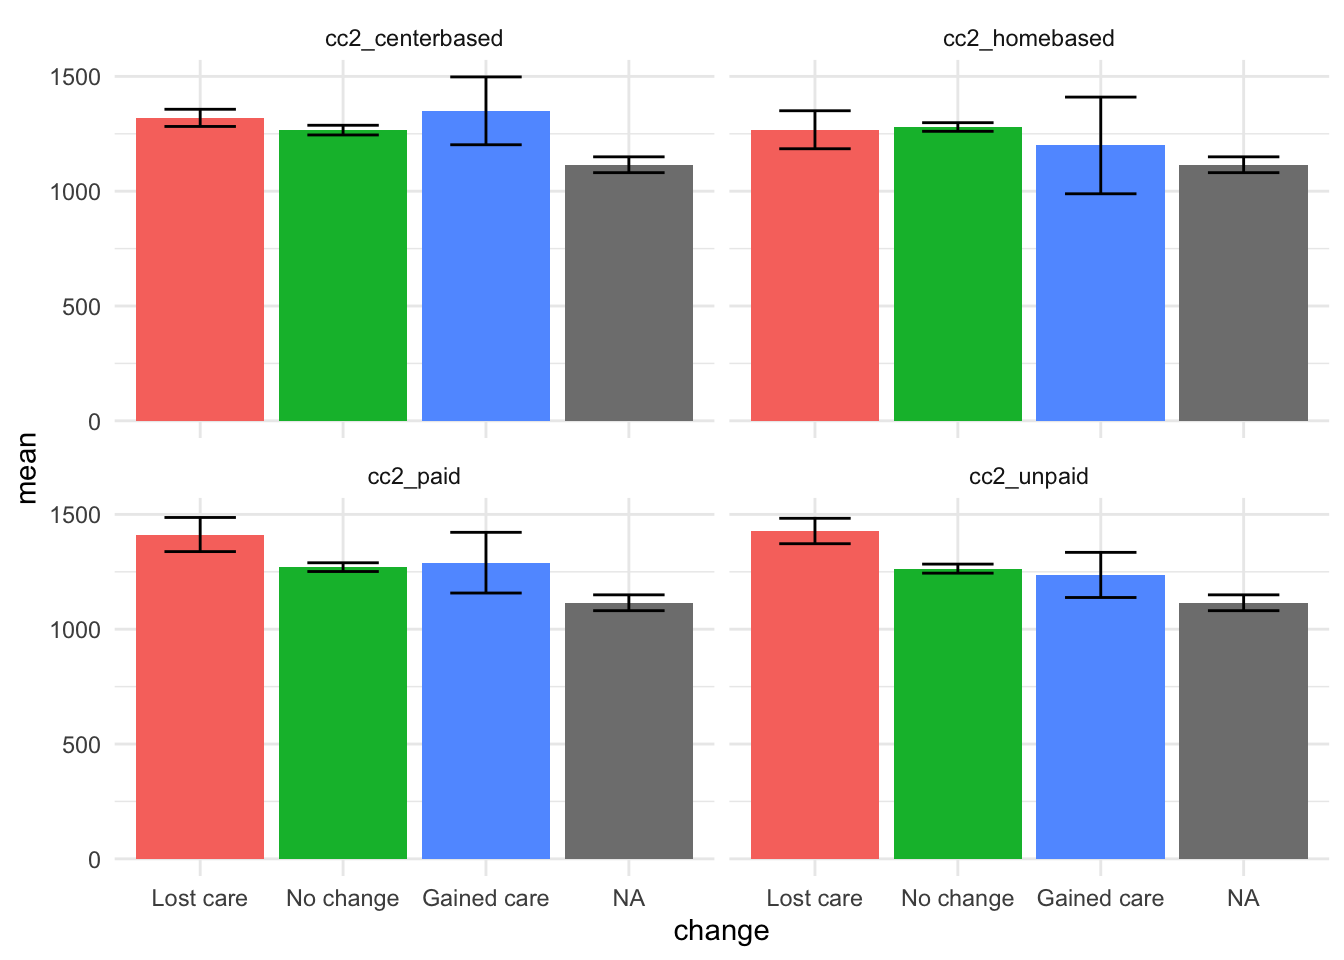 cc2_centerbased cc2_homebased
1500
1000
500
0
cc2_paid cc2_unpaid
1500
1000
500
0
mean
Lost care No change Gained care NA Lost care No change Gained care NA
change